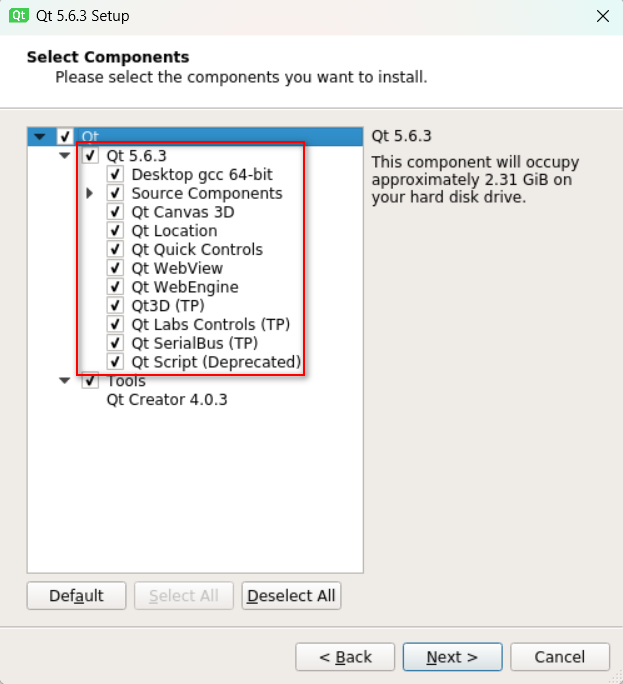 Qt Qt 5.6.3 Setup
Select Components
Please select the components you want to install.
Qt
Qt 5.6.3
Desktop gcc 64-bit
Source Components
Qt Canvas 3D
Qt Location
Qt Quick Controls
Qt WebView
Qt WebEngine
Qt3D (TP)
Qt Labs Controls (TP)
Qt SerialBus (TP)
Qt Script (Deprecated)
Tools
Qt Creator 4.0.3
Qt 5.6.3
This component will occupy
approximately 2.31 GiB on
your hard disk drive.
Default Select All Deselect All
< Back Next > Cancel